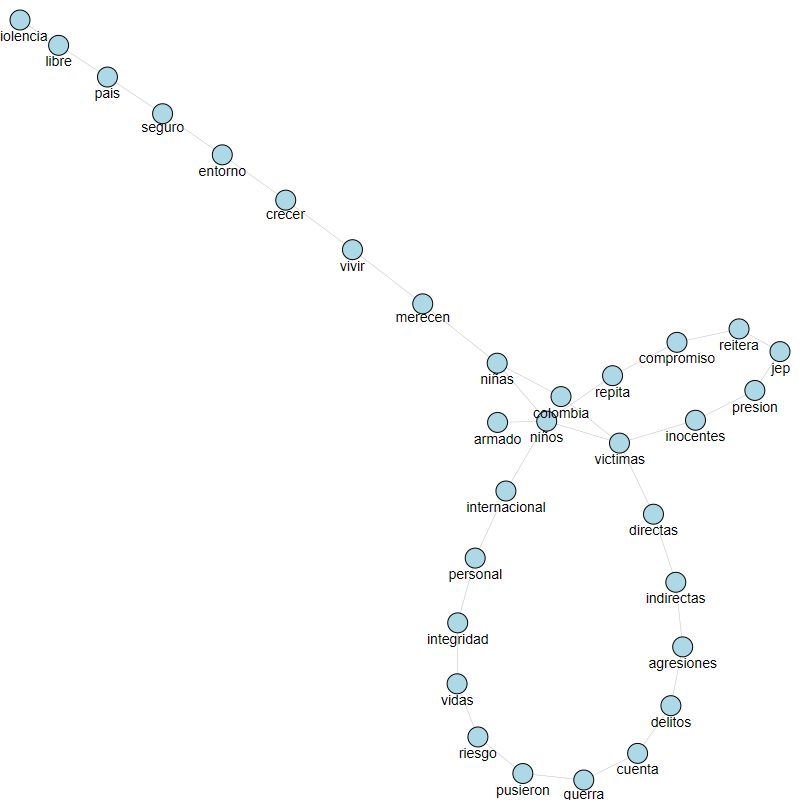 iolencia
libre
pais
seguro
entorno
crecer
vivir
merecen
reitera
compromiso
jep
niñas
repita
presion
colombia
armado
niños
inocentes
victimas
internacional
directas
personal
indirectas
integridad
agresiones
vidas
delitos
riesgo
cuenta
pusieron
guerra